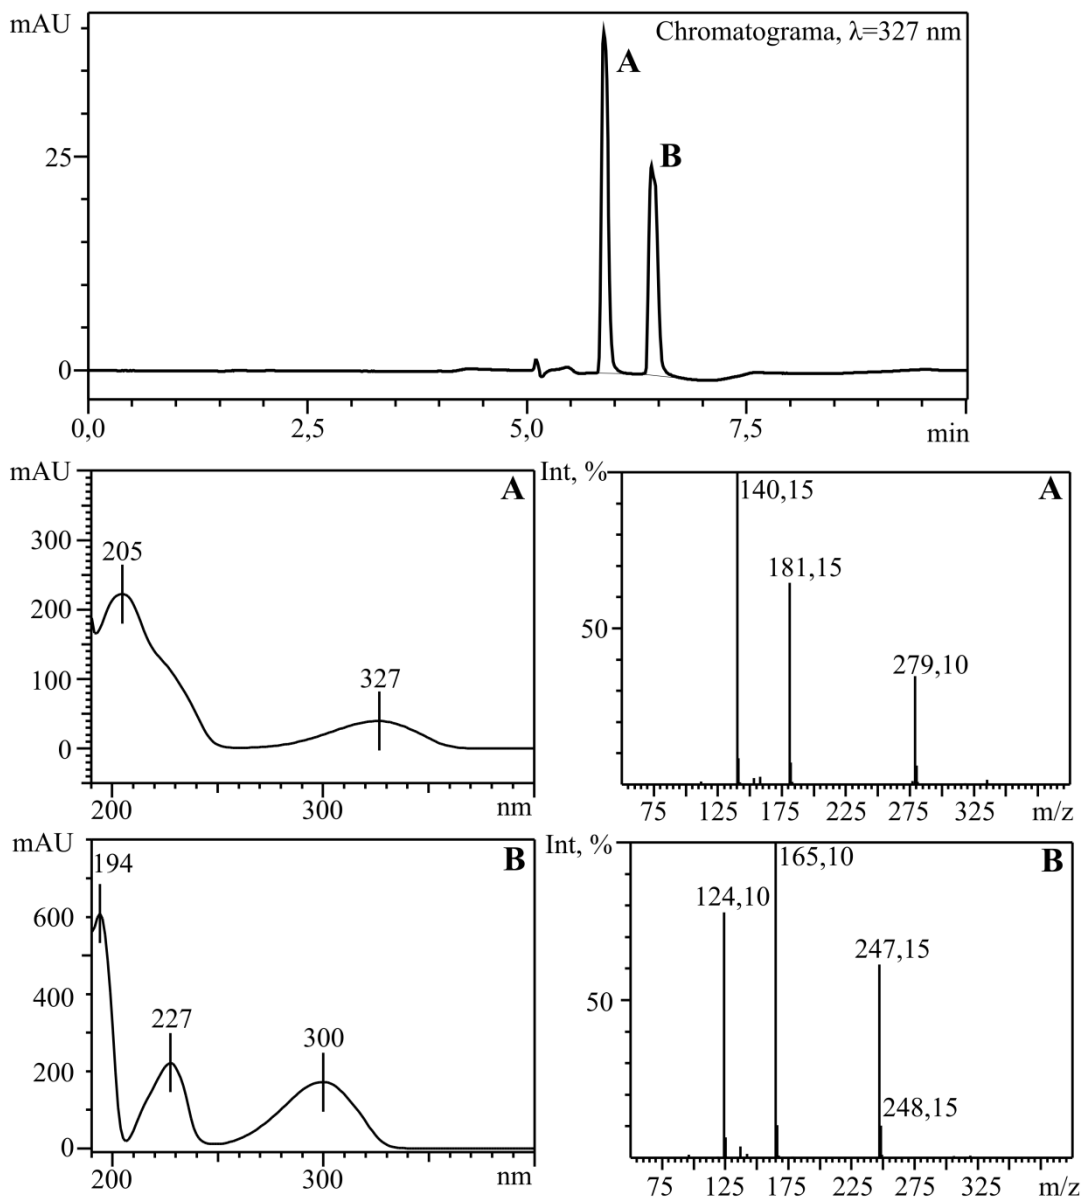 mAU
Chromatograma, λ=327 nm
A
B
25
0
0,0 2,5 5,0 7,5 min
mAU
A
205
327
300
200
100
0
200 300 nm
Int, %
A
140,15
181,15
279,10
50
75 125 175 225 275 325 m/z
mAU
B
194
227
300
600
400
200
0
200 300 nm
Int, %
B
165,10
124,10
247,15
248,15
50
75 125 175 225 275 325 m/z